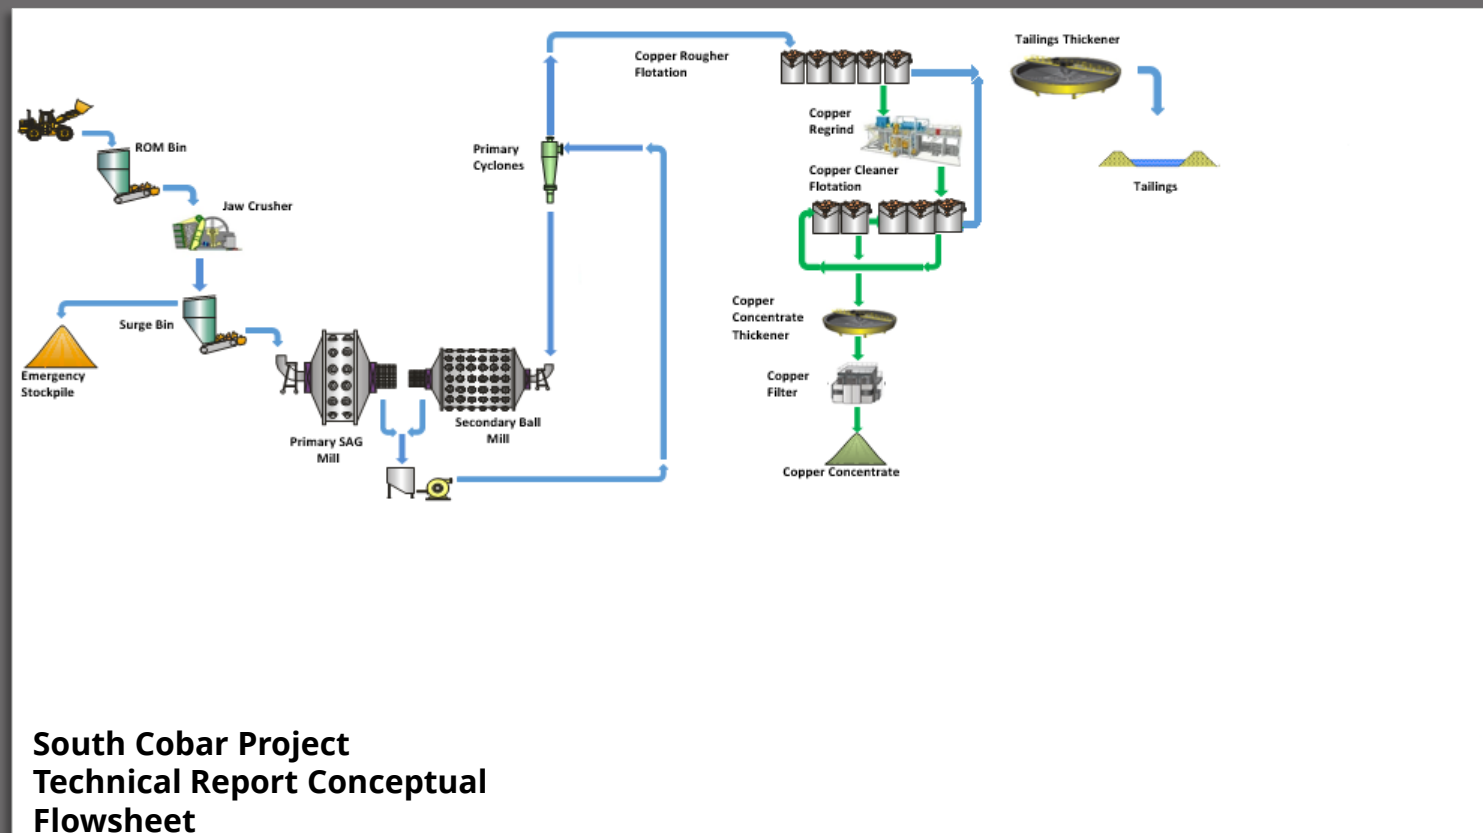 Copper Rougher
Flotation
Tailings Thickener
ROM Bin
Primary
Cyclones
Copper
Regrind
Copper Cleaner
Flotation
Tailings
Jaw Crusher
Surge Bin
Emergency
Stockpile
Copper
Concentrate
Thickener
Copper
Filter
Primary SAG
Mill
Secondary Ball
Mill
Copper Concentrate
South Cobar Project
Technical Report Conceptual
Flowsheet